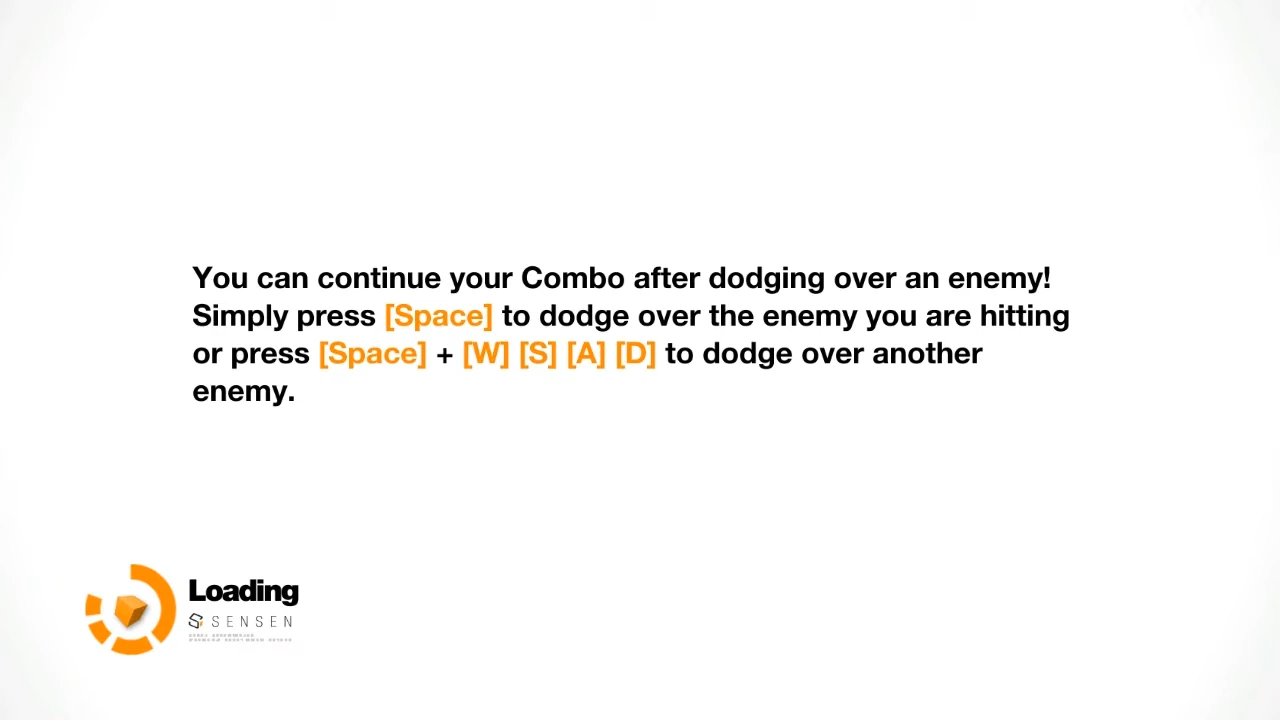 You can continue your Combo after dodging over an enemy!
Simply press [Space] to dodge over the enemy you are hitting
or press [Space] + [W] [S] [A] [D] to dodge over another
enemy.
Loading
SENSEN